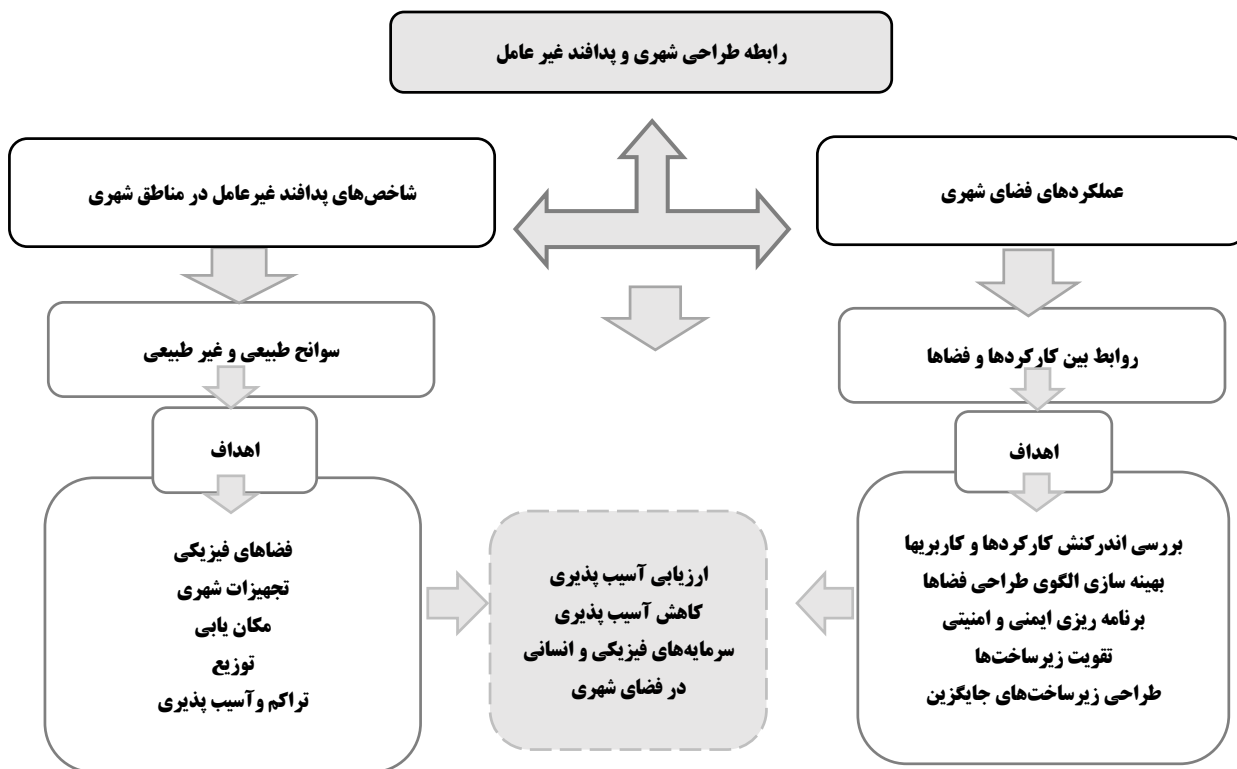 رابطه طراحی شهری و پدافند غیر عامل
عملکردهای فضای شهری
شاخص‌های پدافند غیرعامل در مناطق شهری
روابط بین کارکردها و فضاها
سوانح طبیعی و غیر طبیعی
اهداف
اهداف
بررسی اندرکنش کارکردها و کاربریها
بهینه سازی الگوی طراحی فضاها
برنامه ریزی ایمنی و امنیتی
تقویت زیرساخت‌ها
طراحی زیرساخت‌های جایگزین
ارزیابی آسیب پذیری
کاهش آسیب پذیری
سرمایه‌های فیزیکی و انسانی
در فضای شهری
فضاهای فیزیکی
تجهیزات شهری
مکان یابی
توزیع
تراکم وآسیب پذیری